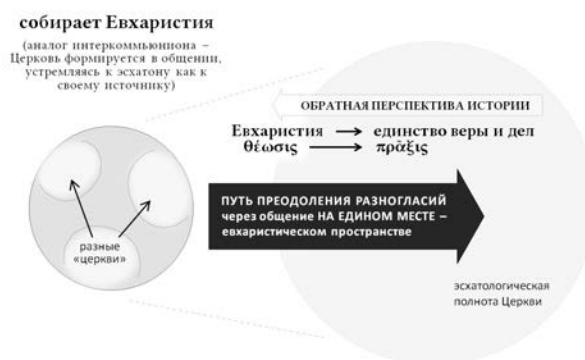 собирает Евхаристия
(аналог интеркоммьюниона –
Церковь формируется в общении,
устремляясь к эсхатону как к
своему источнику)
ОБРАТНАЯ ПЕРСПЕКТИВА ИСТОРИИ
Евхаристия → единство веры и дел
θέωσις → πρᾶξις
ПУТЬ ПРЕОДОЛЕНИЯ РАЗНОГЛАСИЙ
через общение НА ЕДИНОМ МЕСТЕ –
евхаристическом пространстве
разные
«церкви»
эсхатологическая
полнота Церкви